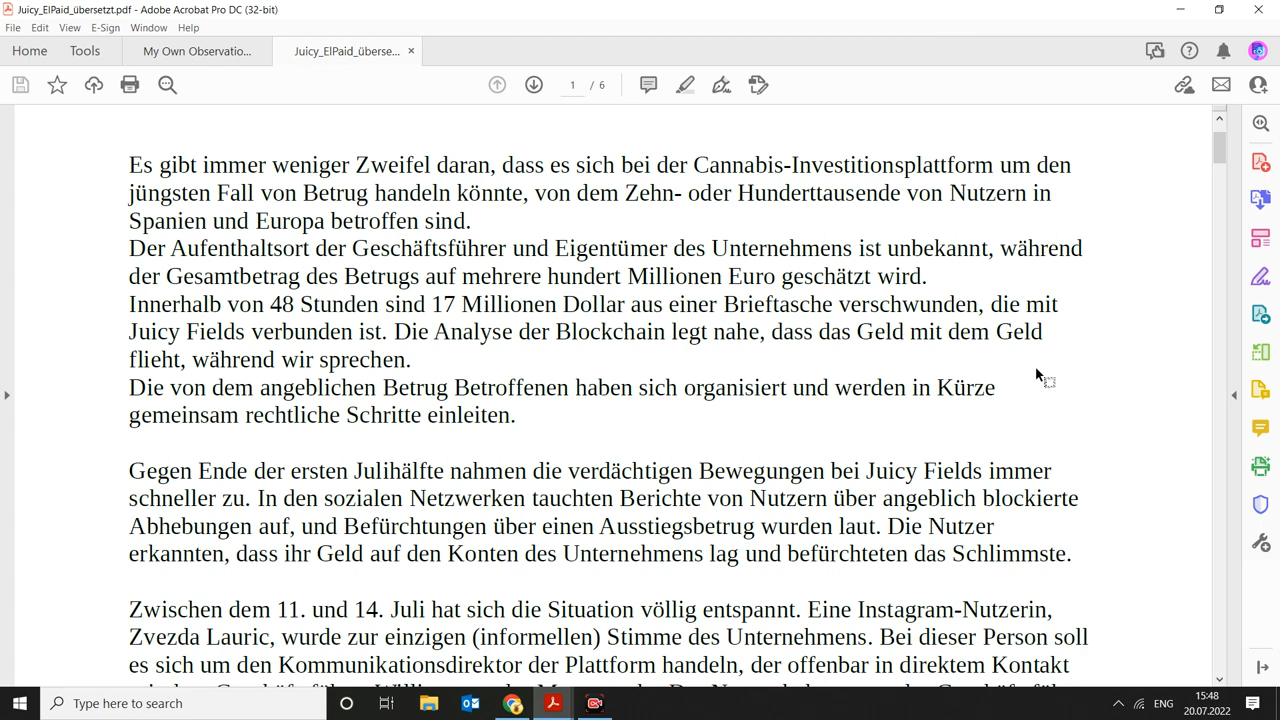 Juicy_ElPaid_übersetzt.pdf - Adobe Acrobat Pro DC (32-bit)
File Edit View E-Sign Window Help
Home Tools My Own Observatio... Juicy_ElPaid_überse... ×
1 / 6
Es gibt immer weniger Zweifel daran, dass es sich bei der Cannabis-Investitionsplattform um den
jüngsten Fall von Betrug handeln könnte, von dem Zehn- oder Hunderttausende von Nutzern in
Spanien und Europa betroffen sind.
Der Aufenthaltsort der Geschäftsführer und Eigentümer des Unternehmens ist unbekannt, während
der Gesamtbetrag des Betrugs auf mehrere hundert Millionen Euro geschätzt wird.
Innerhalb von 48 Stunden sind 17 Millionen Dollar aus einer Brieftasche verschwunden, die mit
Juicy Fields verbunden ist. Die Analyse der Blockchain legt nahe, dass das Geld mit dem Geld
flieht, während wir sprechen.
Die von dem angeblichen Betrug Betroffenen haben sich organisiert und werden in Kürze
gemeinsam rechtliche Schritte einleiten.
Gegen Ende der ersten Julihälfte nahmen die verdächtigen Bewegungen bei Juicy Fields immer
schneller zu. In den sozialen Netzwerken tauchten Berichte von Nutzern über angeblich blockierte
Abhebungen auf, und Befürchtungen über einen Ausstiegsbetrug wurden laut. Die Nutzer
erkannten, dass ihr Geld auf den Konten des Unternehmens lag und befürchteten das Schlimmste.
Zwischen dem 11. und 14. Juli hat sich die Situation völlig entspannt. Eine Instagram-Nutzerin,
Zvezda Lauric, wurde zur einzigen (informellen) Stimme des Unternehmens. Bei dieser Person soll
es sich um den Kommunikationsdirektor der Plattform handeln, der offenbar in direktem Kontakt
Type here to search
ENG
15:48
20.07.2022